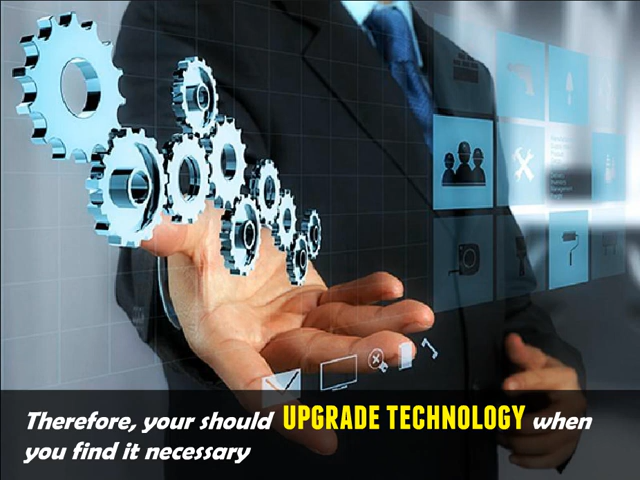 Therefore, your should UPGRADE TECHNOLOGY when
you find it necessary